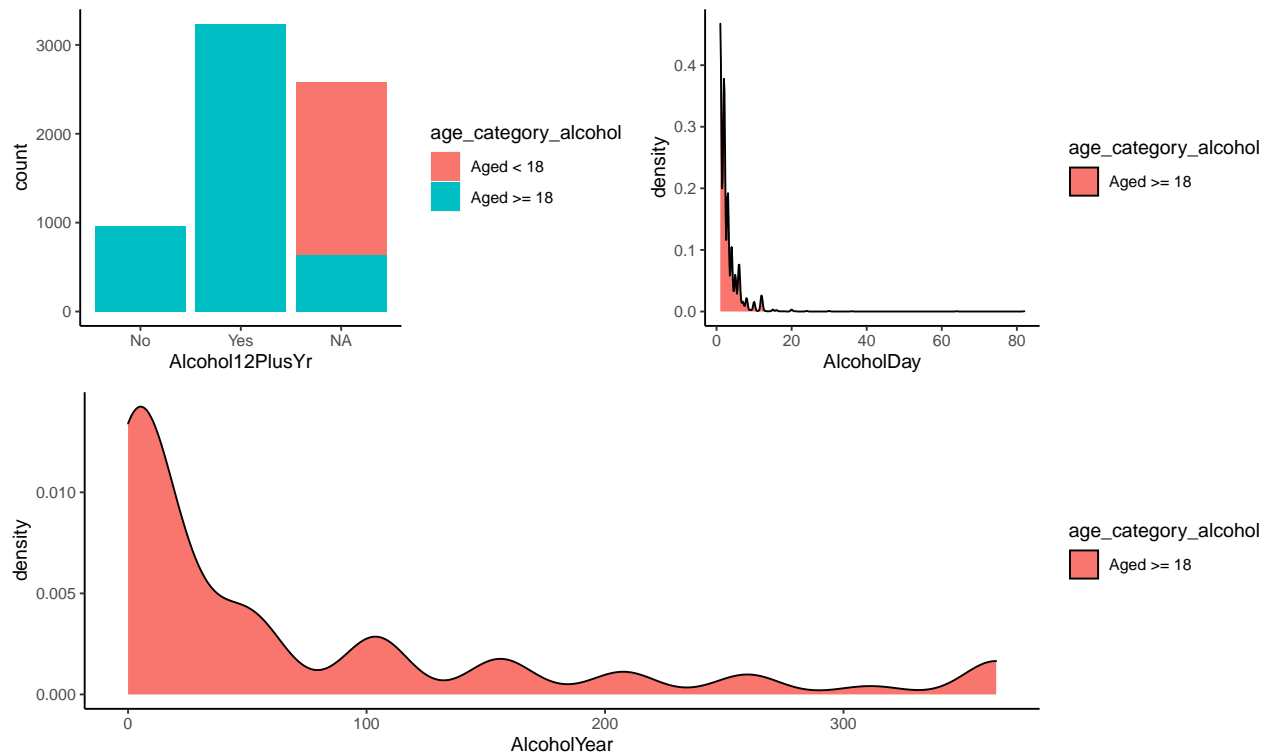 3000
2000
1000
0
count
No Yes NA
Alcohol12PlusYr
age_category_alcohol
Aged < 18
Aged >= 18
0.4
0.3
0.2
0.1
0.0
density
0 20 40 60 80
AlcoholDay
age_category_alcohol
Aged >= 18
0.010
0.005
0.000
density
0 100 200 300
AlcoholYear
age_category_alcohol
Aged >= 18